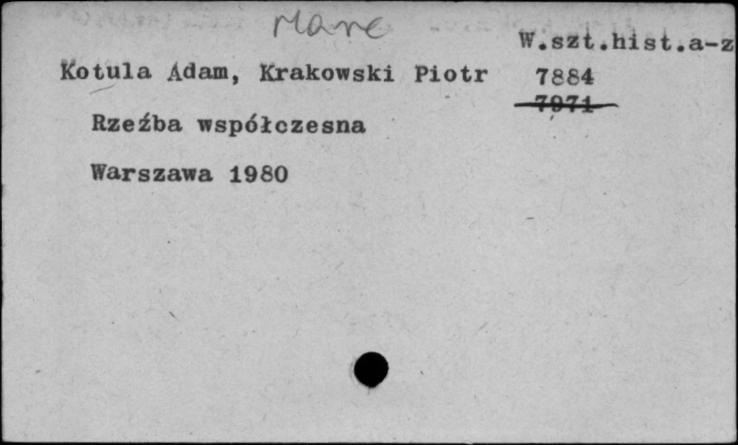 W.szt.hist.a-z
Kotula Adam, Krakowski Piotr 7884
7971
Rzeźba współczesna
Warszawa 1980